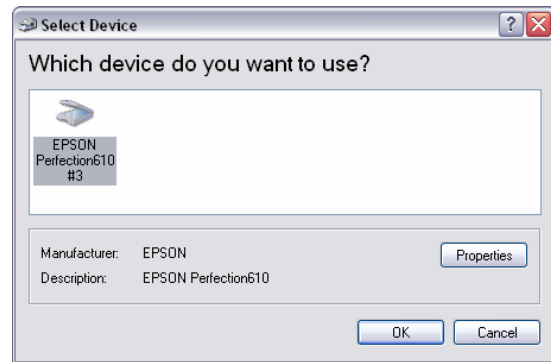 Select Device
Which device do you want to use?
EPSON
Perfection610
#3
Manufacturer: EPSON
Properties
Description: EPSON Perfection610
OK Cancel